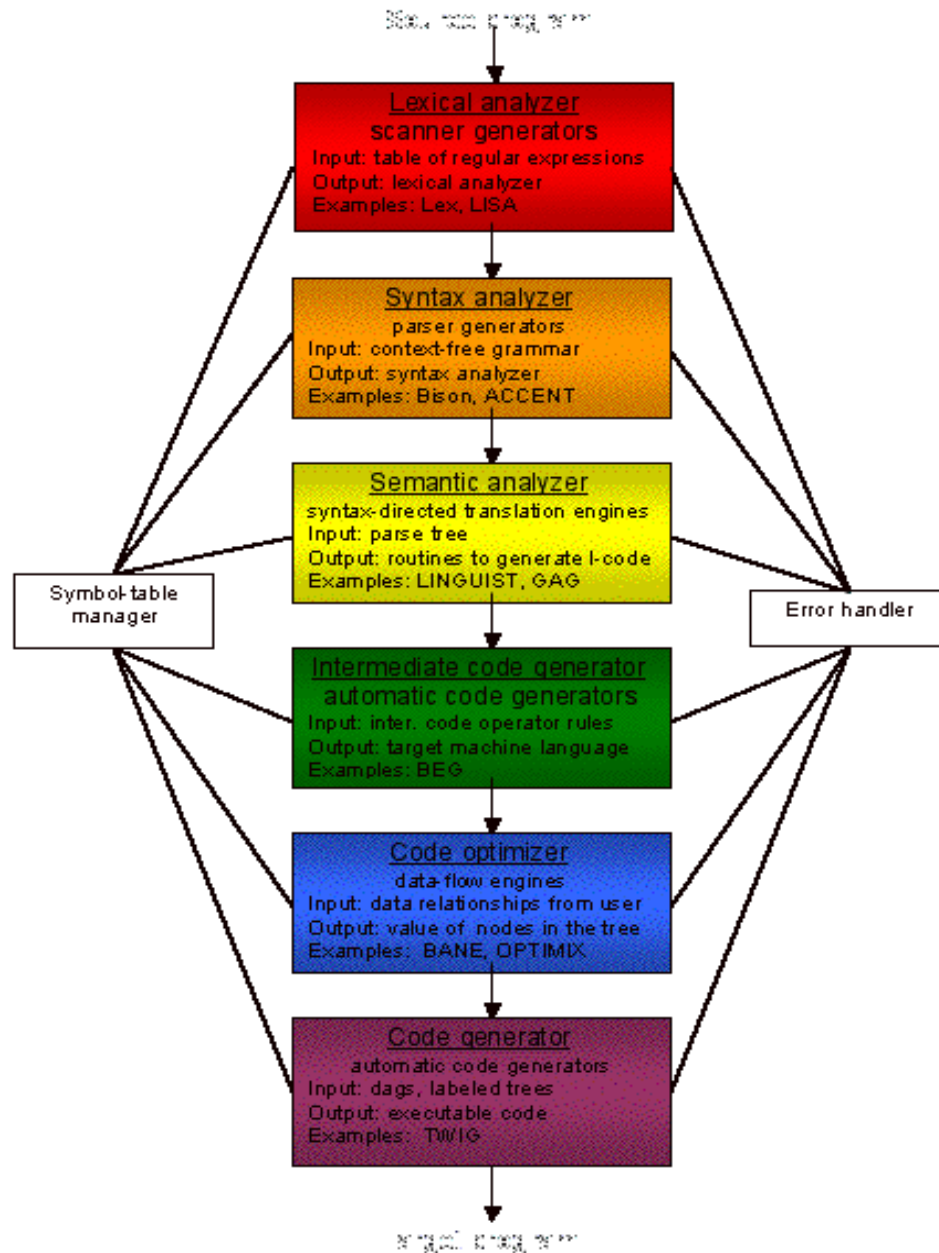 program
Lexical analyzer
scanner generators
Input: table of regular expressions
Output: lexical analyzer
Examples: Lex, LISA
Syntax analyzer
parser generators
Input: context-free grammar
Output: syntax analyzer
Examples: Bison, ACCENT
Semantic analyzer
syntax-directed translation engines
Input: parse tree
Output: routines to generate I-code
Examples: LINGUIST, GAG
Symbol-table
manager
Error handler
Intermediate code generator
automatic code generators
Input: inter. code operator rules
Output: target machine language
Examples: BEG
Code optimizer
data-flow engines
Input: data relationships from user
Output: value of nodes in the tree
Examples: BANE, OPTIMIX
Code generator
automatic code generators
Input: dags, labeled trees
Output: executable code
Examples: TWIG
program